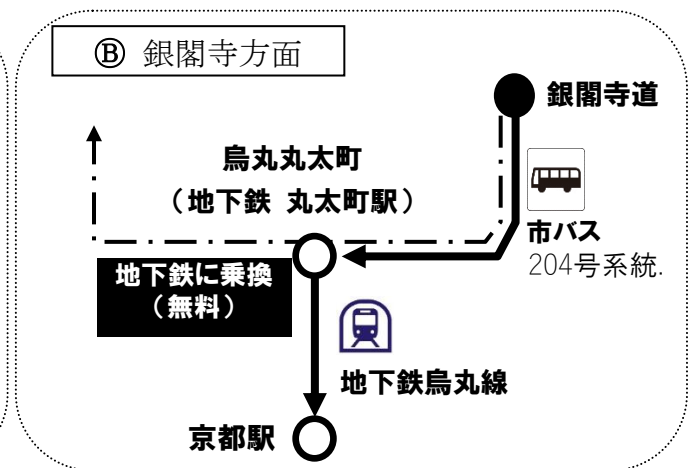 Ⓑ 銀閣寺方面
銀閣寺道
烏丸丸太町
（地下鉄 丸太町駅）
市バス
204号系統.
地下鉄に乗換
（無料）
地下鉄烏丸線
京都駅